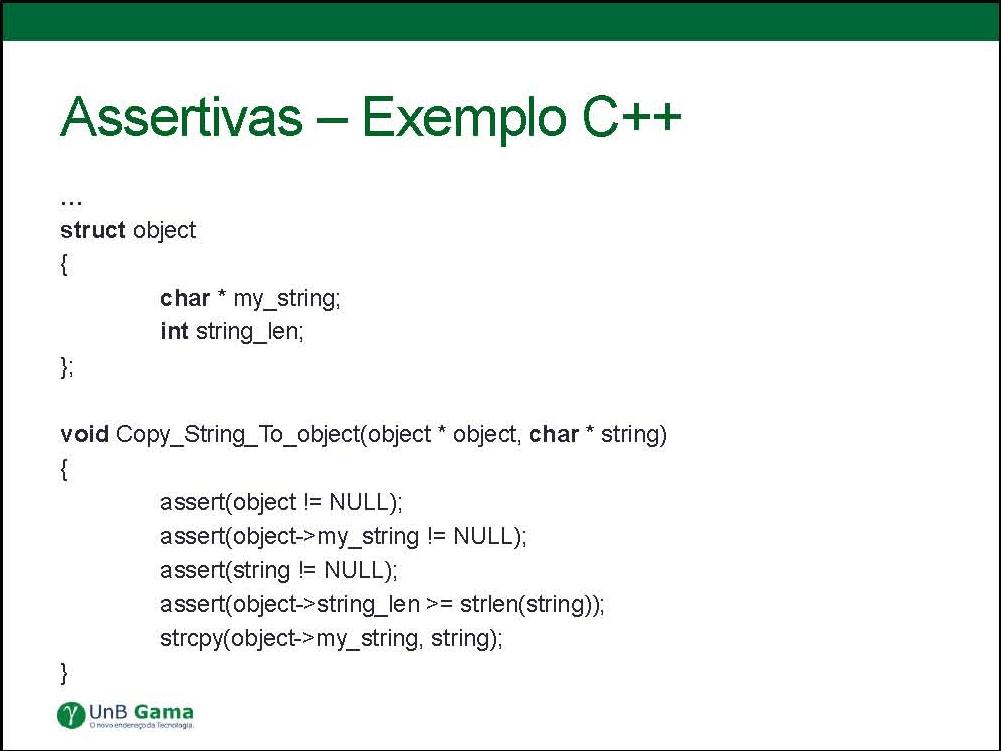 Assertivas – Exemplo C++
...
struct object
{
char * my_string;
int string_len;
};
void Copy_String_To_object(object * object, char * string)
{
assert(object != NULL);
assert(object->my_string != NULL);
assert(string != NULL);
assert(object->string_len >= strlen(string));
strcpy(object->my_string, string);
}
UnB Gama
O novo endereço da Tecnologia.